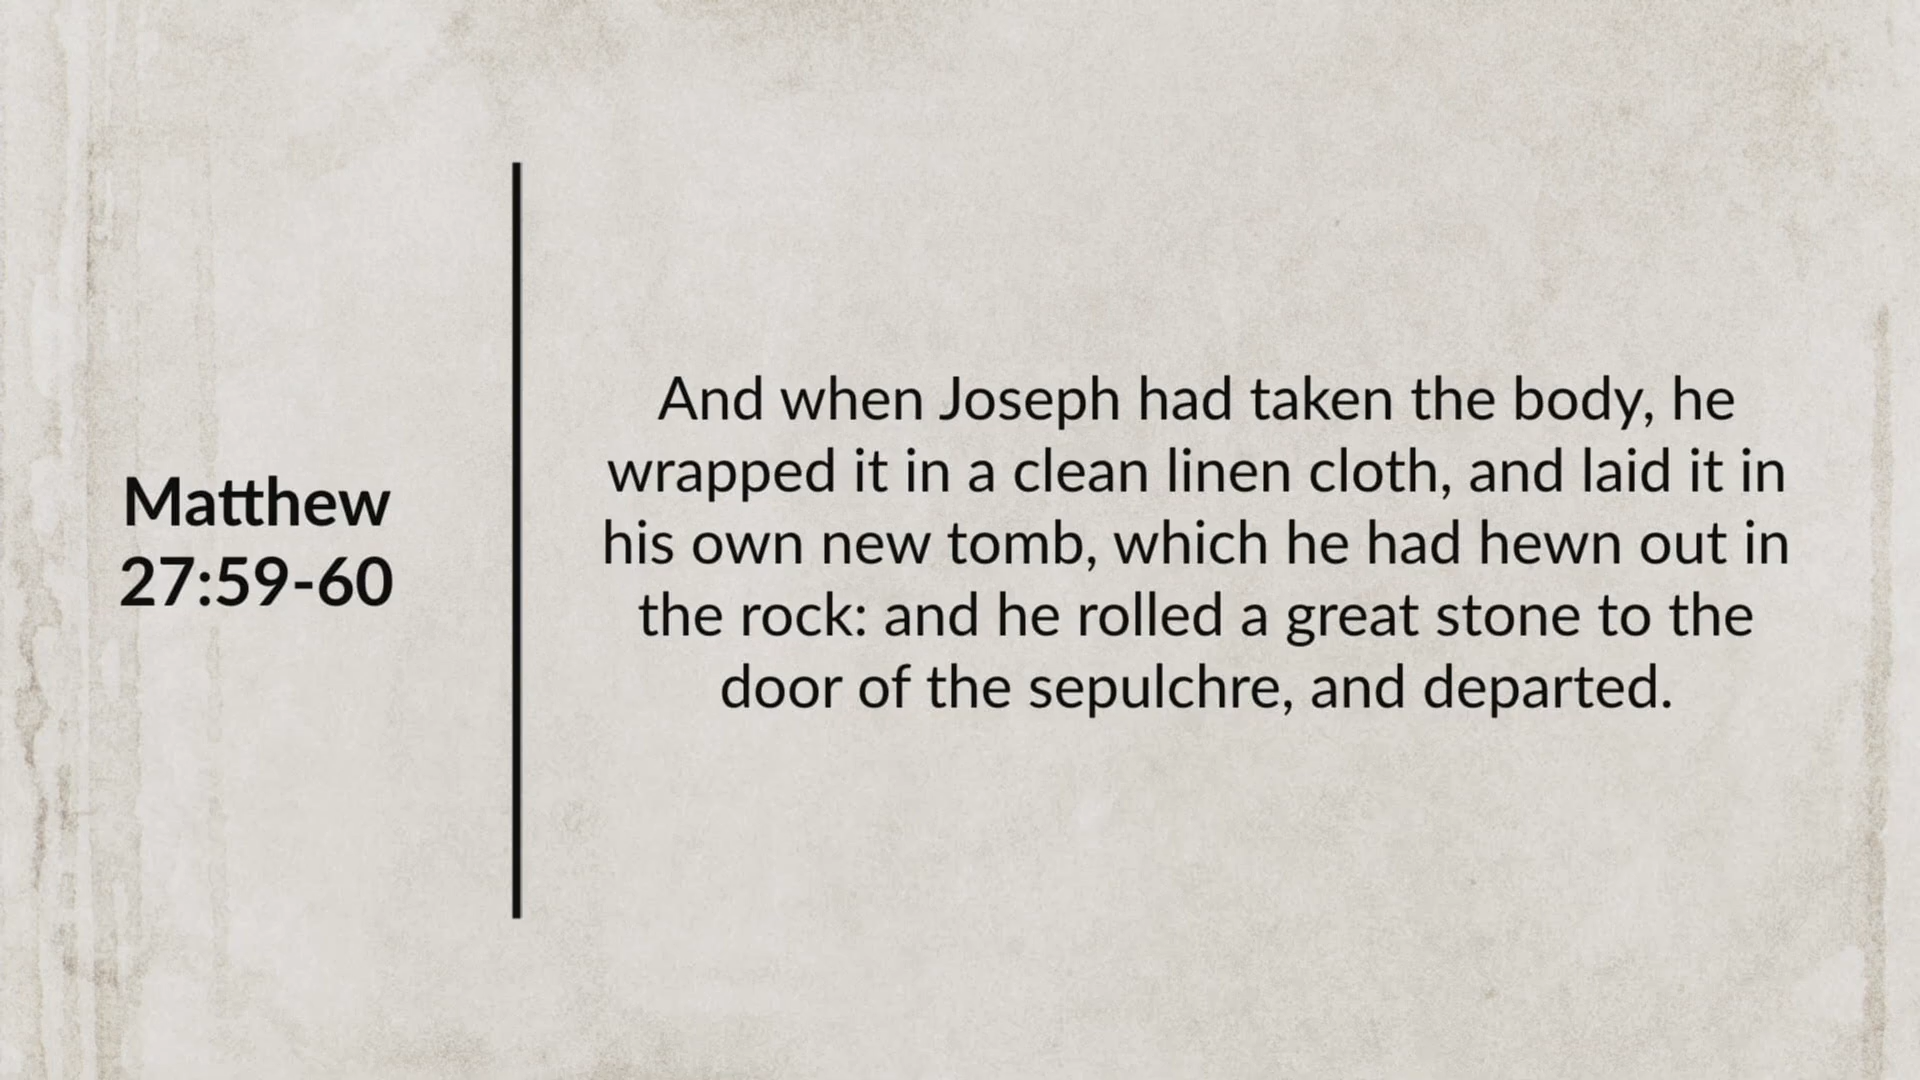 Matthew
27:59-60
And when Joseph had taken the body, he
wrapped it in a clean linen cloth, and laid it in
his own new tomb, which he had hewn out in
the rock: and he rolled a great stone to the
door of the sepulchre, and departed.